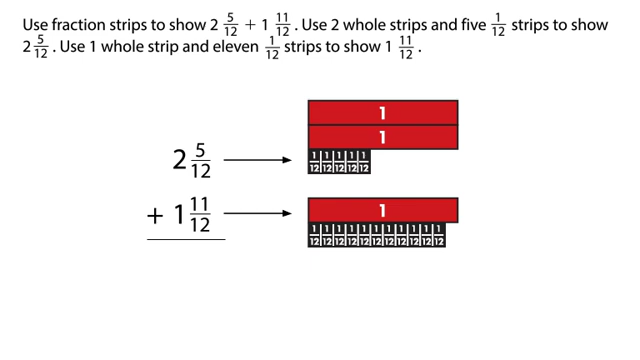 Use fraction strips to show 2 5/12 + 1 11/12 . Use 2 whole strips and five 1/12 strips to show
2 5/12 . Use 1 whole strip and eleven 1/12 strips to show 1 11/12 .
1
1
2 5/12
1/12 1/12 1/12 1/12 1/12
+ 1 11/12
1
1/12 1/12 1/12 1/12 1/12 1/12 1/12 1/12 1/12 1/12 1/12